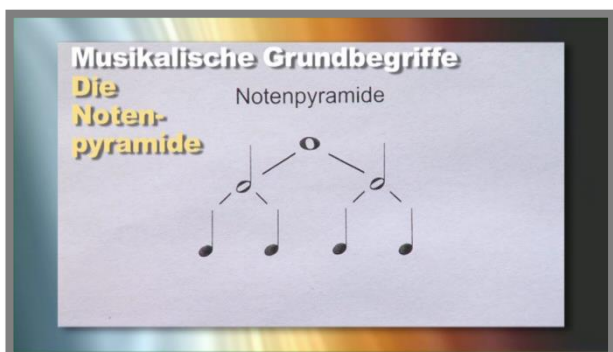 Musikalische Grundbegriffe
Die
Noten-
pyramide
Notenpyramide